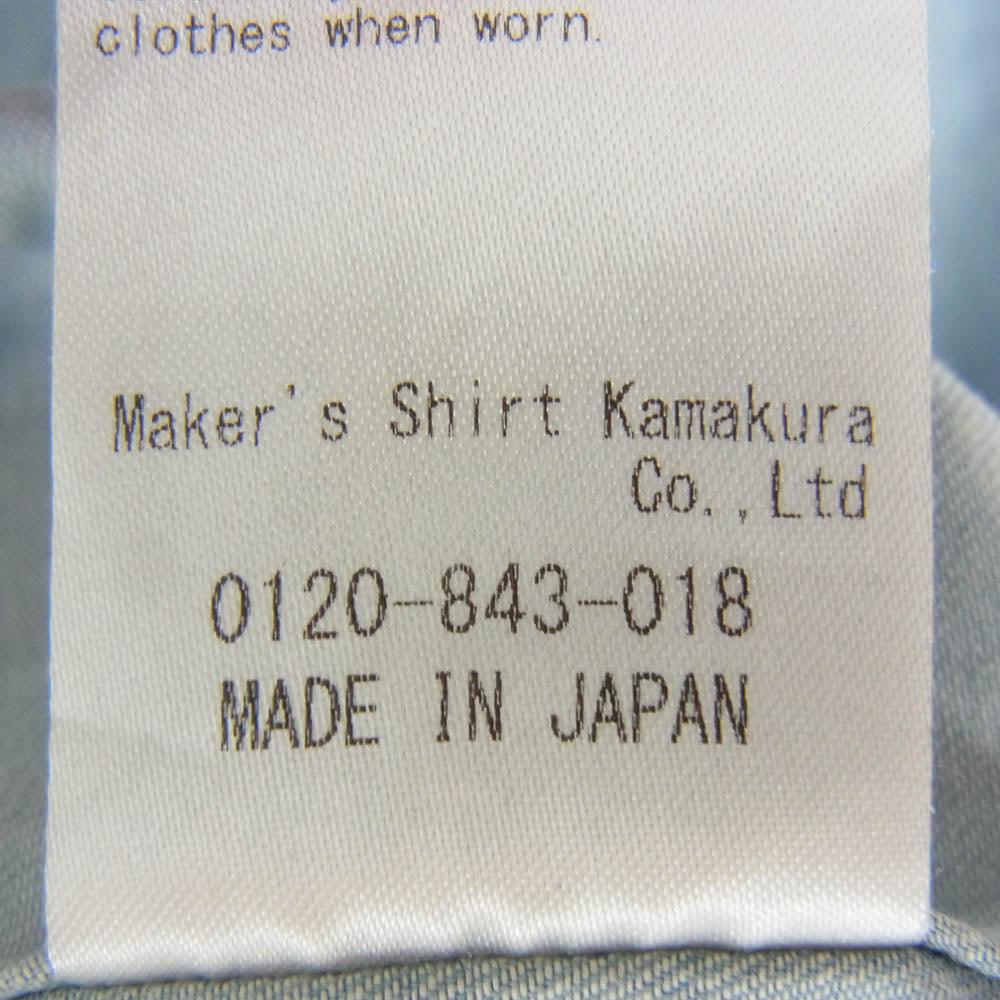 clothes when worn.
Maker's Shirt Kamakura
Co.,Ltd
0120-843-018
MADE IN JAPAN